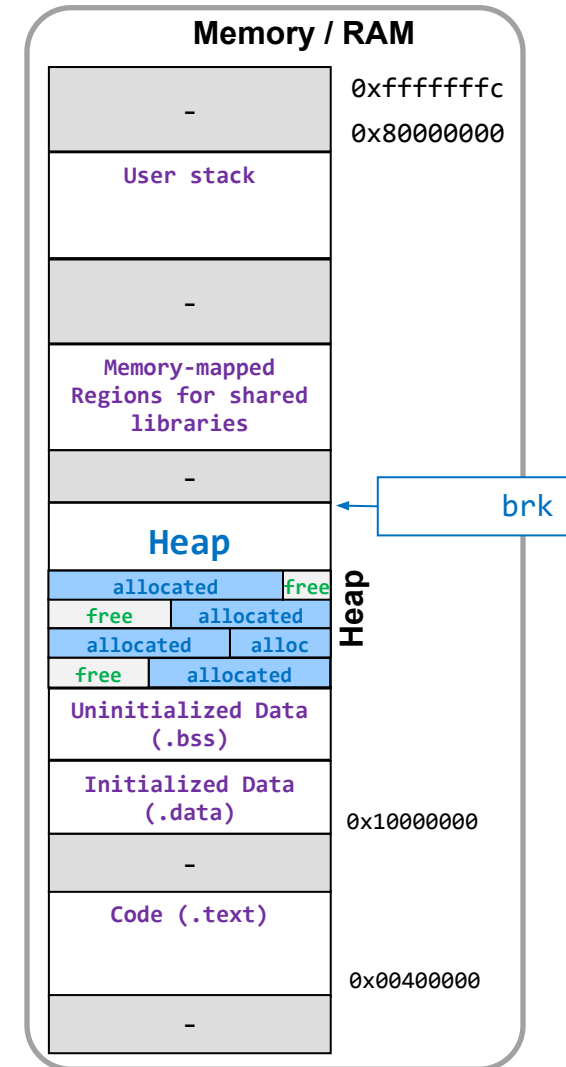 Memory / RAM
0xfffffffc
-
0x80000000
User stack
-
Memory-mapped
Regions for shared
libraries
-
brk
Heap
allocated free
free allocated
allocated alloc
free allocated
Heap
Uninitialized Data
(.bss)
Initialized Data
(.data)
0x10000000
-
Code (.text)
0x00400000
-